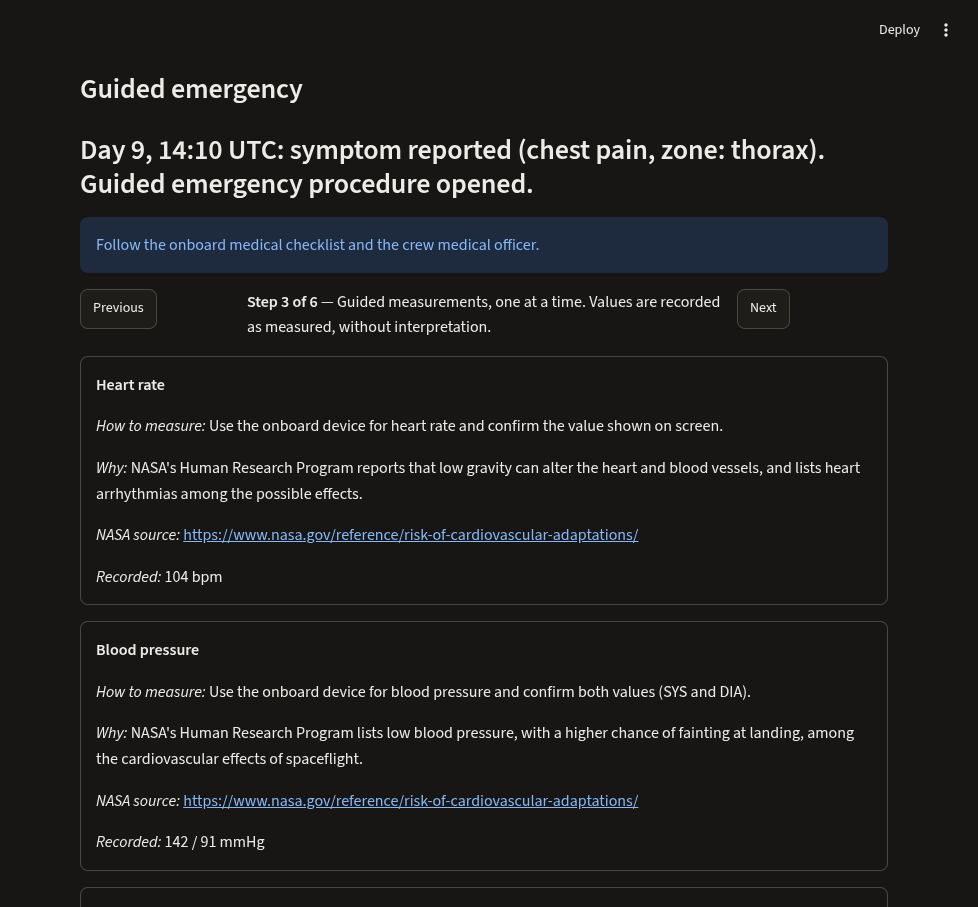 Deploy
Guided emergency
Day 9, 14:10 UTC: symptom reported (chest pain, zone: thorax).
Guided emergency procedure opened.
Follow the onboard medical checklist and the crew medical officer.
Previous
Step 3 of 6 — Guided measurements, one at a time. Values are recorded
as measured, without interpretation.
Next
Heart rate
How to measure: Use the onboard device for heart rate and confirm the value shown on screen.
Why: NASA's Human Research Program reports that low gravity can alter the heart and blood vessels, and lists heart
arrhythmias among the possible effects.
NASA source: https://www.nasa.gov/reference/risk-of-cardiovascular-adaptations/
Recorded: 104 bpm
Blood pressure
How to measure: Use the onboard device for blood pressure and confirm both values (SYS and DIA).
Why: NASA's Human Research Program lists low blood pressure, with a higher chance of fainting at landing, among
the cardiovascular effects of spaceflight.
NASA source: https://www.nasa.gov/reference/risk-of-cardiovascular-adaptations/
Recorded: 142 / 91 mmHg